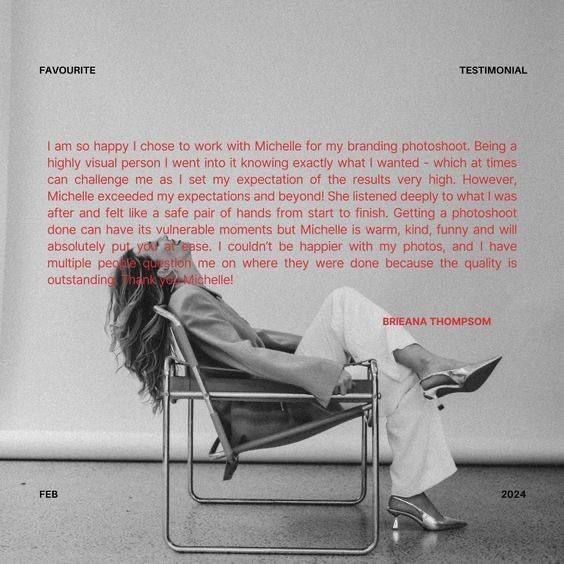 FAVOURITE
TESTIMONIAL
I am so happy I chose to work with Michelle for my branding photoshoot. Being a
highly visual person I went into it knowing exactly what I wanted - which at times
can challenge me as I set my expectation of the results very high. However,
Michelle exceeded my expectations and beyond! She listened deeply to what I was
after and felt like a safe pair of hands from start to finish. Getting a photoshoot
done can have its vulnerable moments but Michelle is warm, kind, funny and will
absolutely put you at ease. I couldn't be happier with my photos, and I have
multiple people question me on where they were done because the quality is
outstanding. Thank you Michelle!
BRIEANA THOMPSOM
FEB
2024